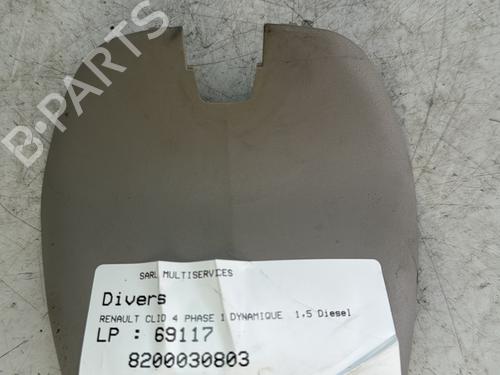 B-PARTS
SARL MULTISERVICES
Divers
RENAULT CLIO 4 PHASE 1 DYNAMIQUE 1.5 Diesel
LP : 69117
8200030803